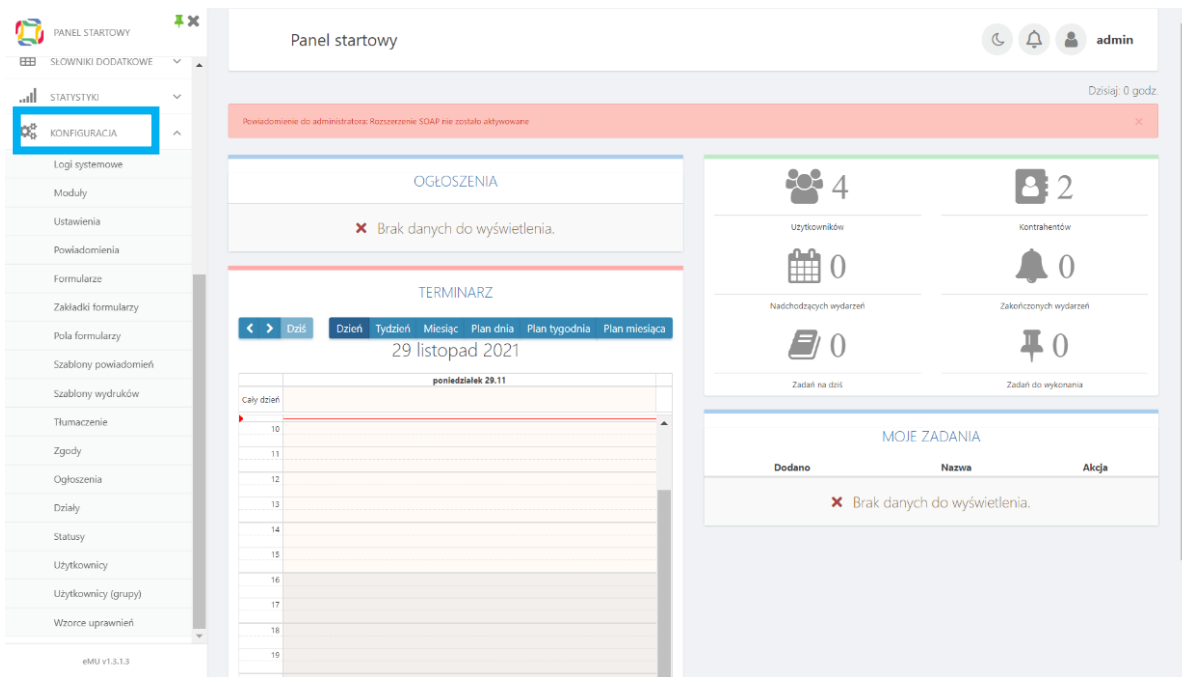 PANEL STARTOWY
SŁOWNIKI DODATKOWE
STATYSTYKI
KONFIGURACJA
Logi systemowe
Moduły
Ustawienia
Powiadomienia
Formularze
Zakładki formularzy
Pola formularzy
Szablony powiadomień
Szablony wydruków
Tłumaczenie
Zgody
Ogłoszenia
Działy
Statusy
Użytkownicy
Użytkownicy (grupy)
Wzorce uprawnień
eMU v1.3.1.3
Panel startowy
admin
Dzisiaj: 0 godz.
Powiadomienie do administratora: Rozszerzenie SOAP nie zostało aktywowane
OGŁOSZENIA
Brak danych do wyświetlenia.
TERMINARZ
Dziś
Dzień Tydzień Miesiąc Plan dnia Plan tygodnia Plan miesiąca
29 listopad 2021
poniedziałek 29.11
Cały dzień
10
11
12
13
14
15
16
17
18
19
4 2
Użytkowników Kontrahentów
0 0
Nadchodzących wydarzeń Zakończonych wydarzeń
0 0
Zadań na dziś Zadań do wykonania
MOJE ZADANIA
Dodano Nazwa Akcja
Brak danych do wyświetlenia.